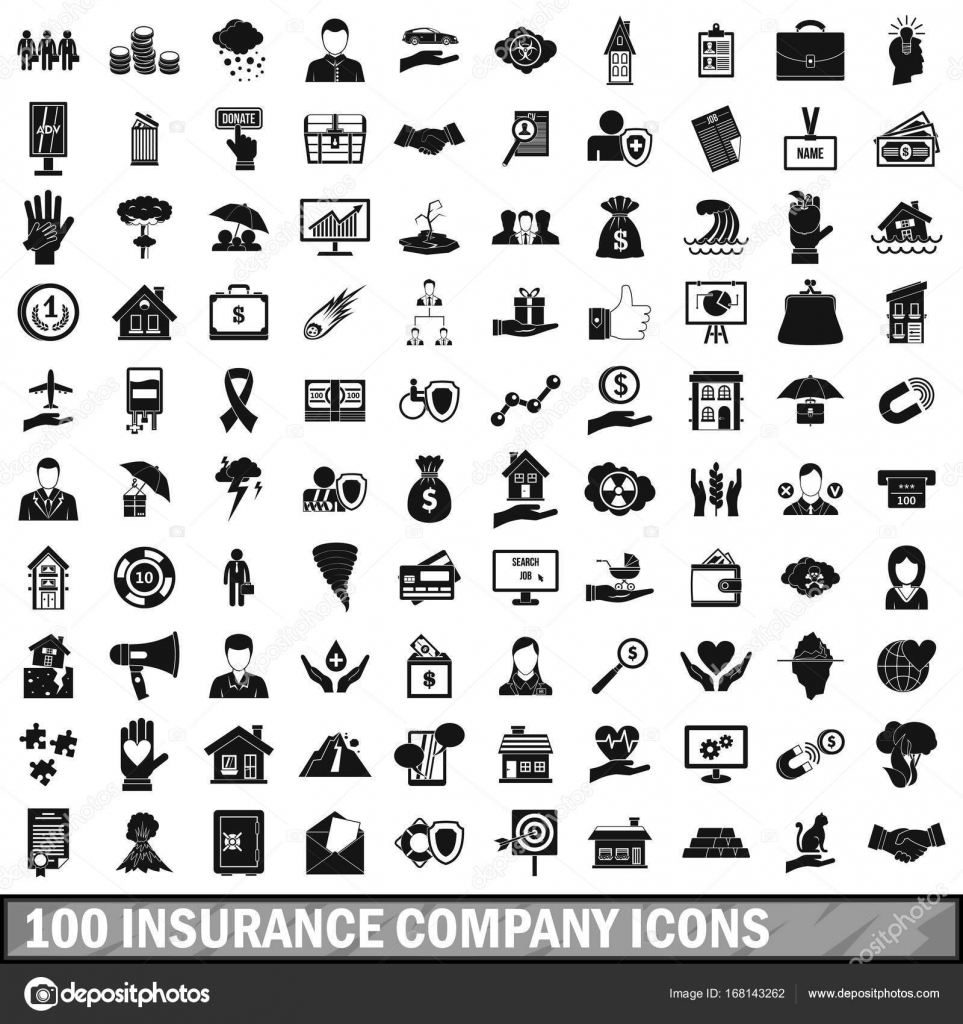 ADV
DONATE
CV
JOB
NAME
$
$
1
$
100 100
$
$
***
100
10
SEARCH
JOB
$
$
$
100 INSURANCE COMPANY ICONS
depositphotos
Image ID: 168143262 www.depositphotos.com